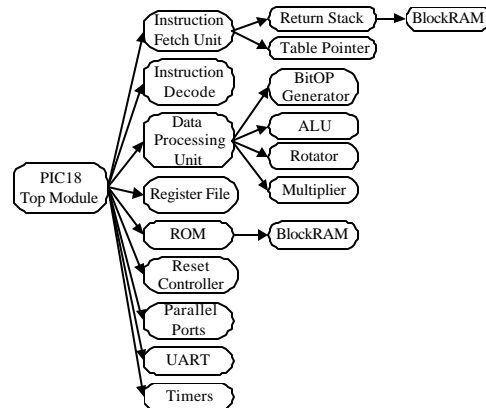 Instruction
Fetch Unit
Return Stack
BlockRAM
Table Pointer
Instruction
Decode
BitOP
Generator
Data
Processing
Unit
ALU
Rotator
Multiplier
PIC18
Top Module
Register File
ROM
BlockRAM
Reset
Controller
Parallel
Ports
UART
Timers